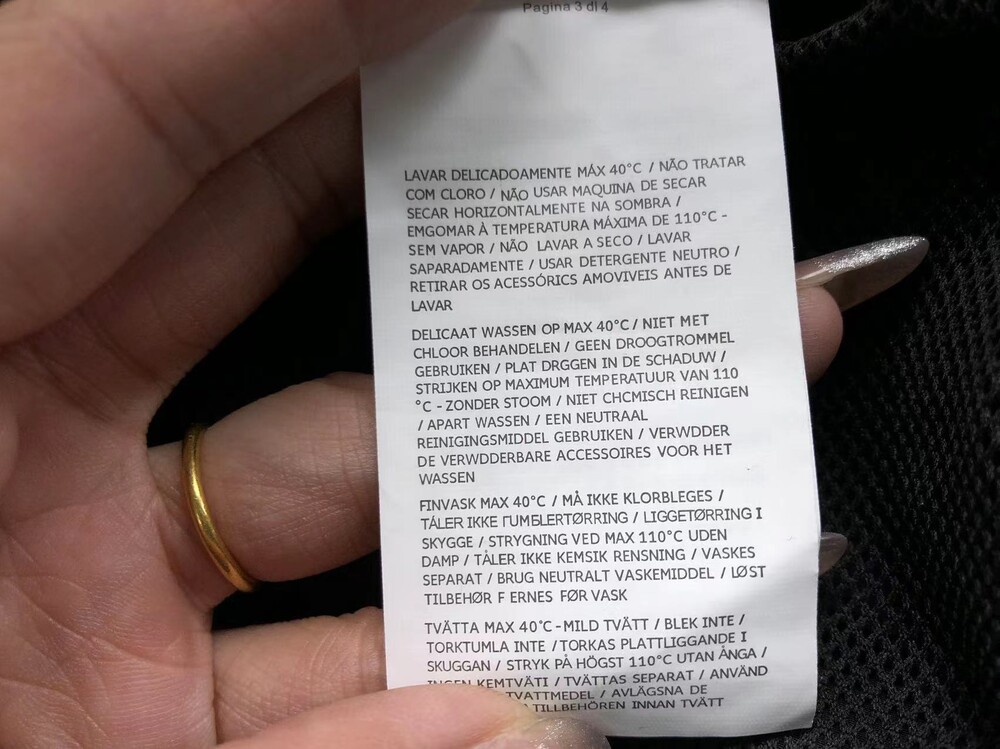 Pagina 3 di 4
LAVAR DELICADOAMENTE MÁX 40°C / NÃO TRATAR
COM CLORO / NÃO USAR MAQUINA DE SECAR
SECAR HORIZONTALMENTE NA SOMBRA /
EMGOMAR À TEMPERATURA MÁXIMA DE 110°C -
SEM VAPOR / NÃO LAVAR A SECO / LAVAR
SAPARADAMENTE / USAR DETERGENTE NEUTRO /
RETIRAR OS ACESSÓRICS AMOVIVEIS ANTES DE
LAVAR
DELICAAT WASSEN OP MAX 40°C / NIET MET
CHLOOR BEHANDELEN / GEEN DROOGTROMMEL
GEBRUIKEN / PLAT DRGGEN IN DE SCHADUW /
STRIJKEN OP MAXIMUM TEMPERATUUR VAN 110
°C - ZONDER STOOM / NIET CHCMISCH REINIGEN
/ APART WASSEN / EEN NEUTRAAL
REINIGINGSMIDDEL GEBRUIKEN / VERWDDER
DE VERWDDERBARE ACCESSOIRES VOOR HET
WASSEN
FINVASK MAX 40°C / MÅ IKKE KLORBLEGES /
TÅLER IKKE TUMBLERTØRRING / LIGGETØRRING I
SKYGGE / STRYGNING VED MAX 110°C UDEN
DAMP / TÅLER IKKE KEMSIK RENSNING / VASKES
SEPARAT / BRUG NEUTRALT VASKEMIDDEL / LØST
TILBEHØR F ERNES FØR VASK
TVÄTTA MAX 40°C - MILD TVÄTT / BLEK INTE /
TORKTUMLA INTE / TORKAS PLATTLIGGANDE I
SKUGGAN / STRYK PÅ HÖGST 110°C UTAN ÅNGA /
INGEN KEMTVÄTI / TVÄTTAS SEPARAT / ANVÄND
TVATTMEDEL / AVLÄGSNA DE
TILLBEHÖREN INNAN TVÄTT